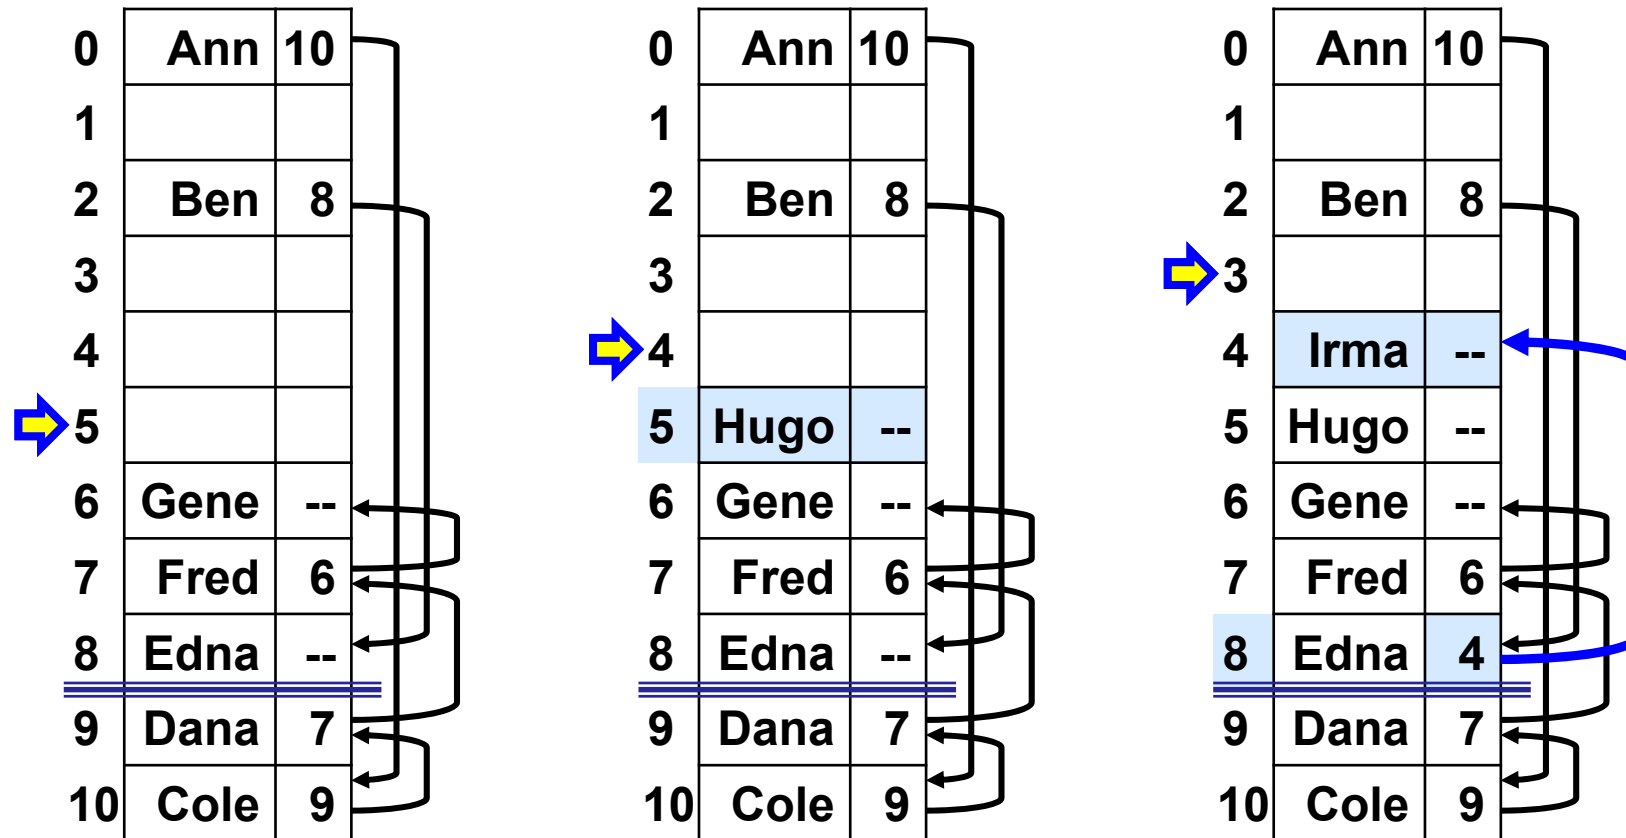 0 Ann 10
1
2 Ben 8
3
4
5
6 Gene --
7 Fred 6
8 Edna --
9 Dana 7
10 Cole 9
0 Ann 10
1
2 Ben 8
3
4
5 Hugo --
6 Gene --
7 Fred 6
8 Edna --
9 Dana 7
10 Cole 9
0 Ann 10
1
2 Ben 8
3
4 Irma --
5 Hugo --
6 Gene --
7 Fred 6
8 Edna 4
9 Dana 7
10 Cole 9